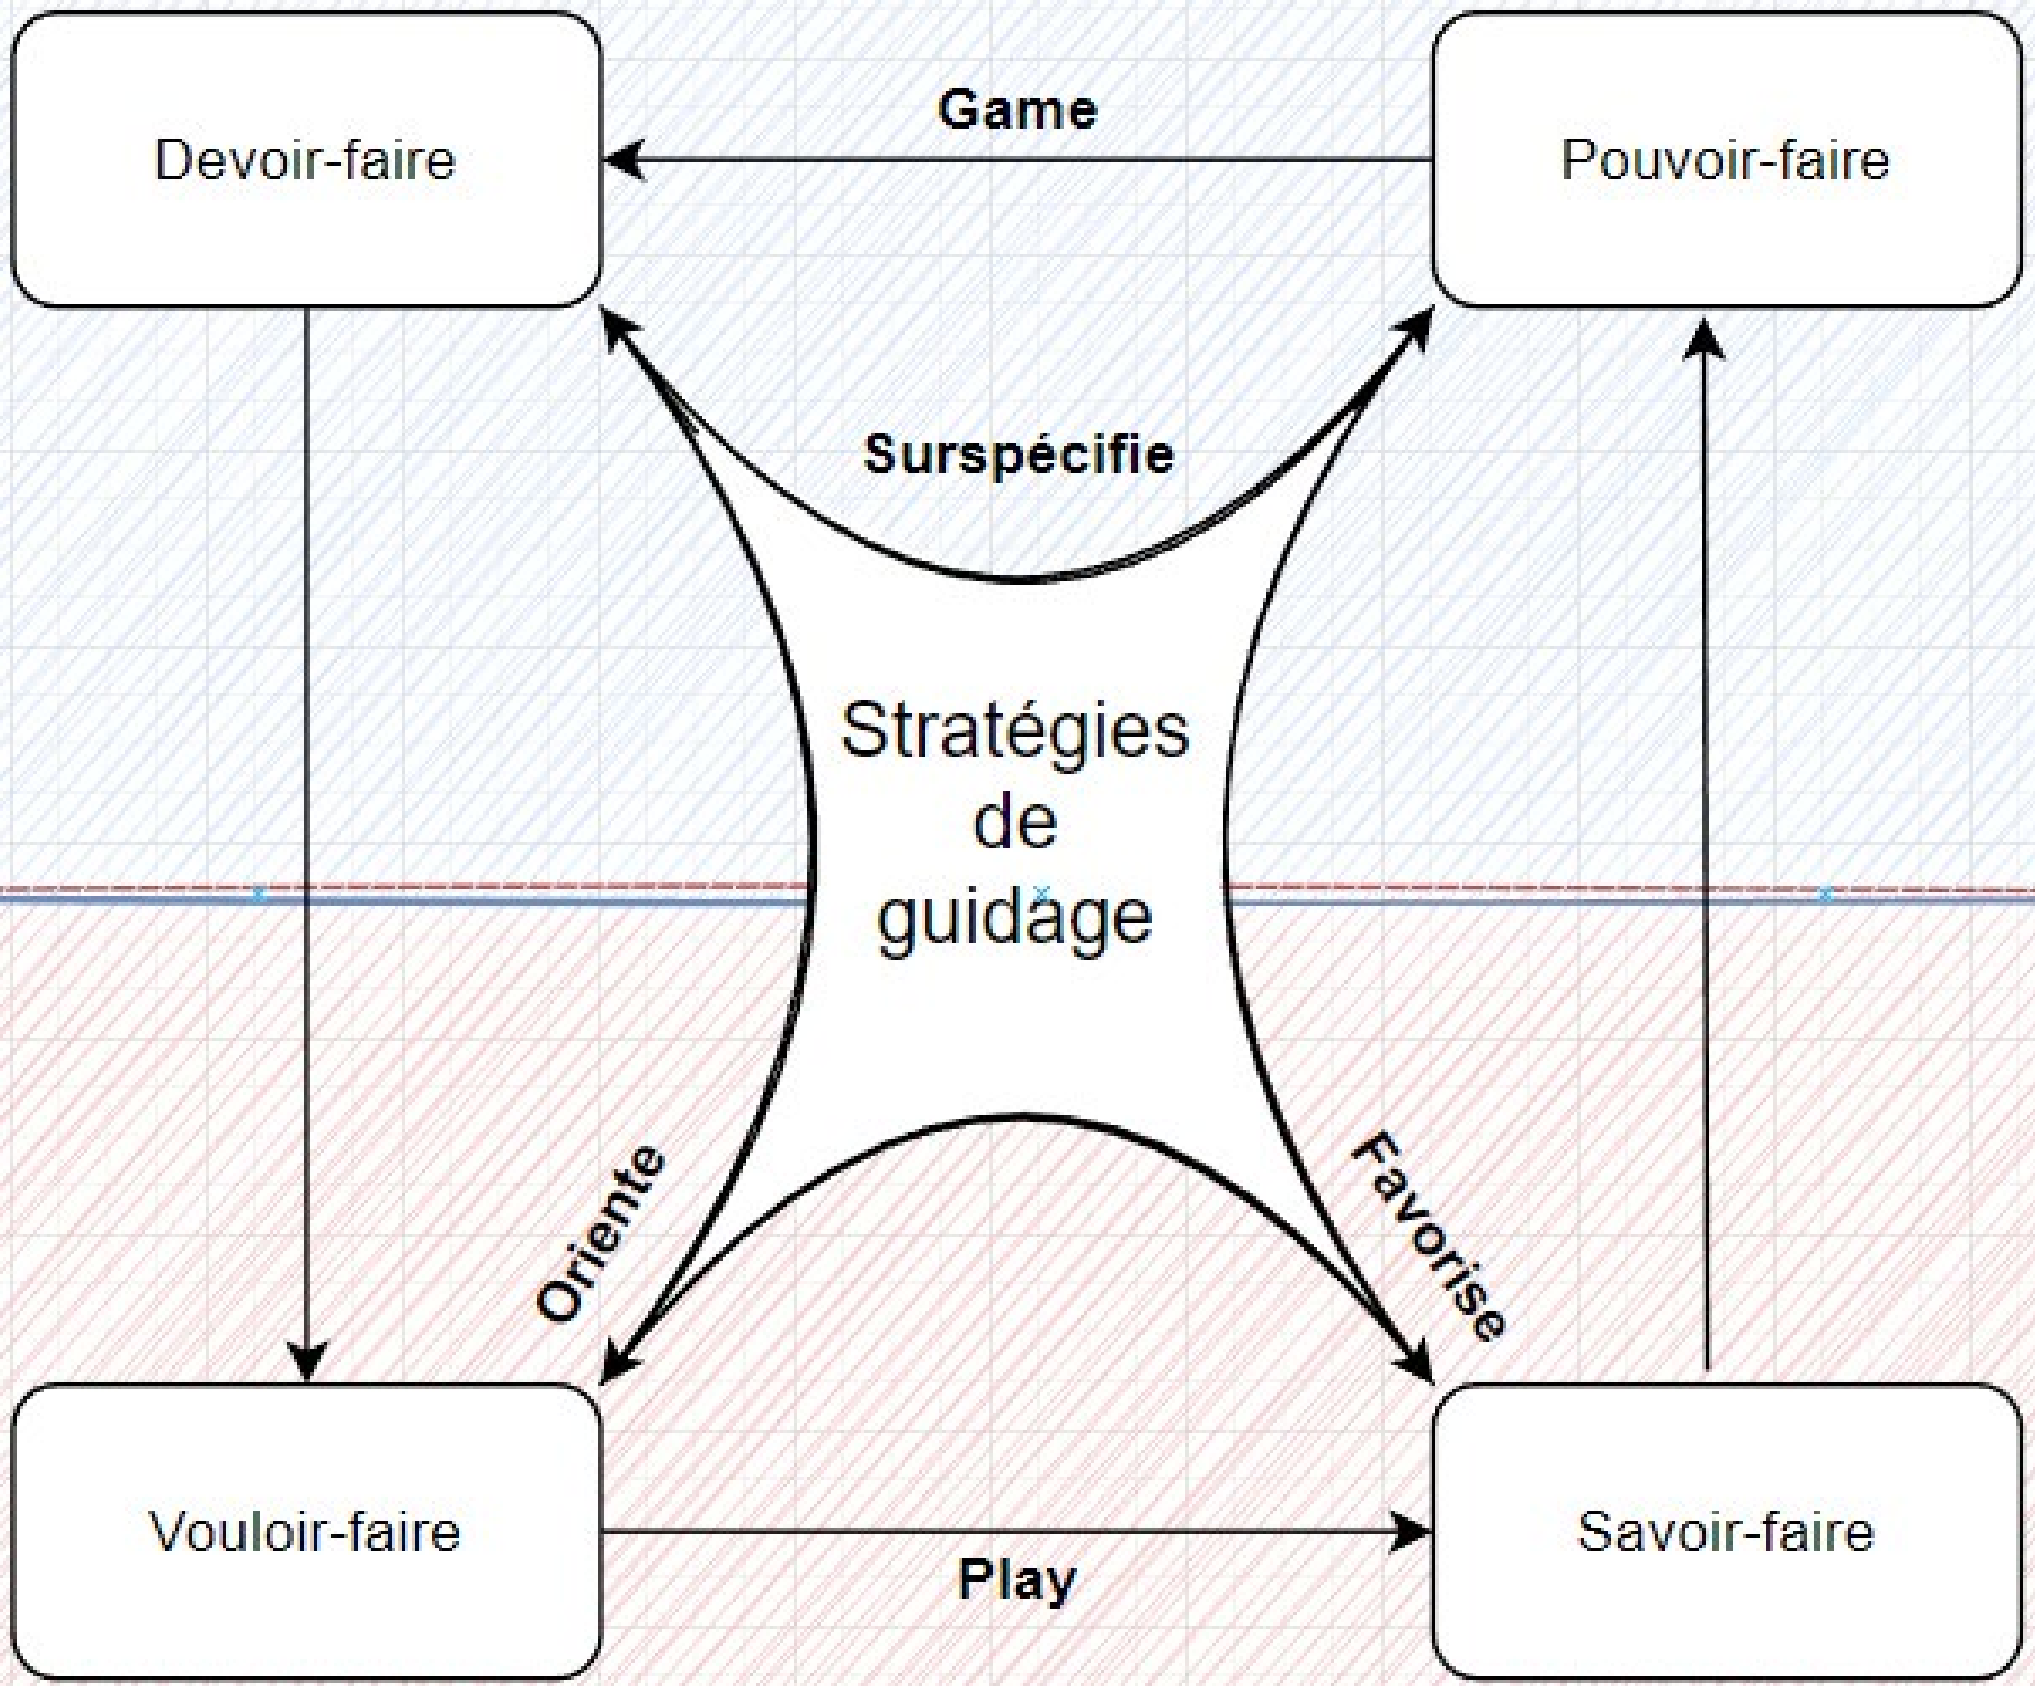 Game
Devoir-faire
Pouvoir-faire
Surspécifie
Stratégies
de
guidage
Oriente
Favorise
Vouloir-faire
Savoir-faire
Play